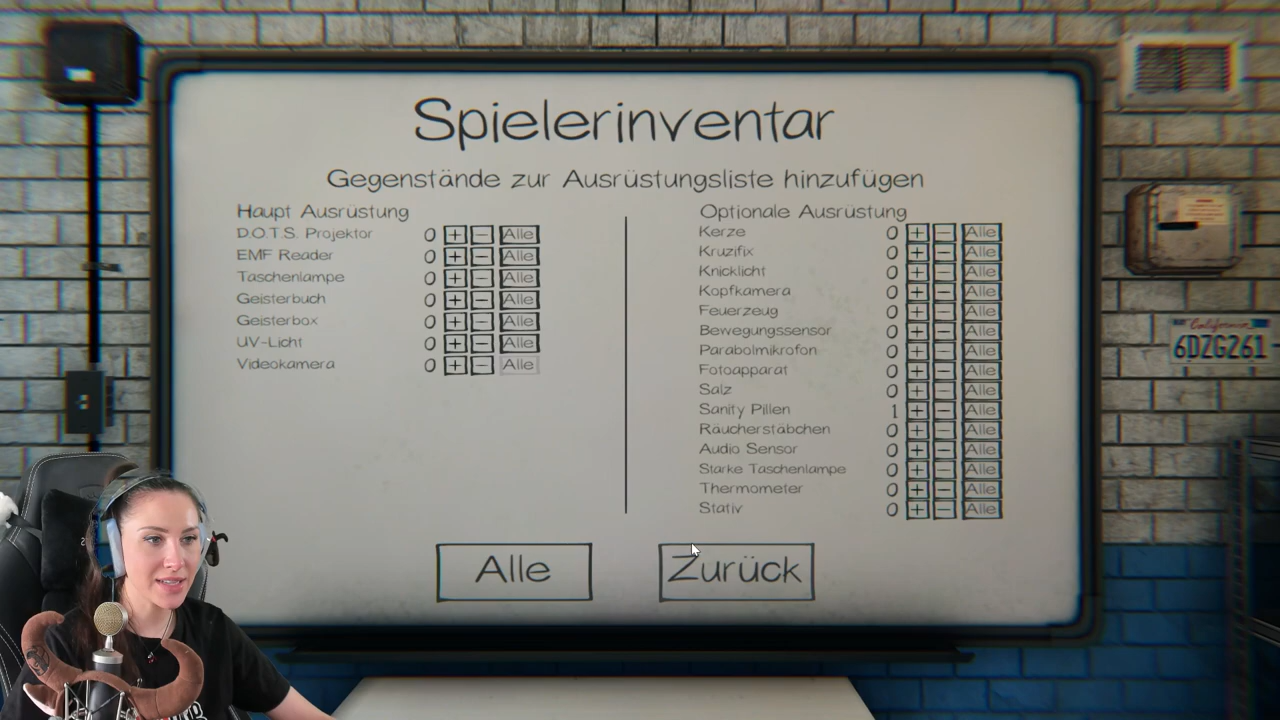 Spielerinventar
Gegenstände zur Ausrüstungsliste hinzufügen
Haupt Ausrüstung
D.O.T.S. Projektor 0 + - Alle
EMF Reader 0 + - Alle
Taschenlampe 0 + - Alle
Geisterbuch 0 + - Alle
Geisterbox 0 + - Alle
UV-Licht 0 + - Alle
Videokamera 0 + - Alle
Optionale Ausrüstung
Kerze 0 + - Alle
Kruzifix 0 + - Alle
Knicklicht 0 + - Alle
Kopfkamera 0 + - Alle
Feuerzeug 0 + - Alle
Bewegungssensor 0 + - Alle
Parabolmikrofon 0 + - Alle
Fotoapparat 0 + - Alle
Salz 0 + - Alle
Sanity Pillen 1 + - Alle
Räucherstäbchen 0 + - Alle
Audio Sensor 0 + - Alle
Starke Taschenlampe 0 + - Alle
Thermometer 0 + - Alle
Stativ 0 + - Alle
Alle
Zurück
California
6DZG261